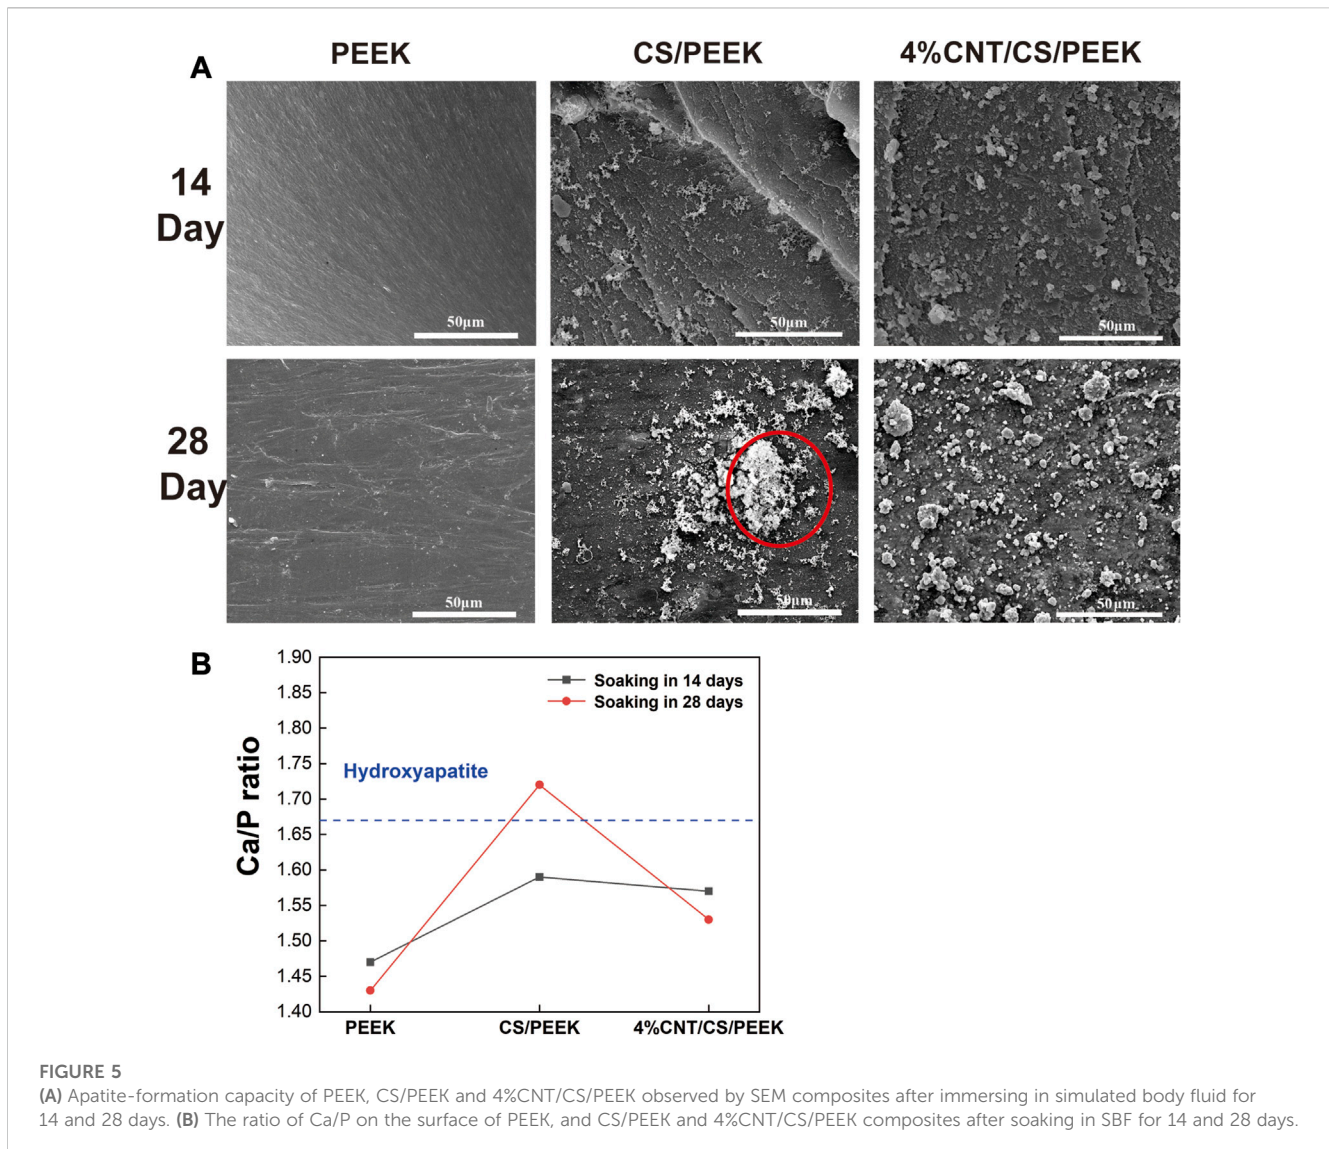 A
PEEK
CS/PEEK
4%CNT/CS/PEEK
14
Day
50μm
50μm
50μm
28
Day
50μm
50μm
50μm
B
Ca/P ratio
1.90
1.85
1.80
1.75
1.70
1.65
1.60
1.55
1.50
1.45
1.40
Soaking in 14 days
Soaking in 28 days
Hydroxyapatite
PEEK
CS/PEEK
4%CNT/CS/PEEK
FIGURE 5
(A) Apatite-formation capacity of PEEK, CS/PEEK and 4%CNT/CS/PEEK observed by SEM composites after immersing in simulated body fluid for
14 and 28 days. (B) The ratio of Ca/P on the surface of PEEK, and CS/PEEK and 4%CNT/CS/PEEK composites after soaking in SBF for 14 and 28 days.